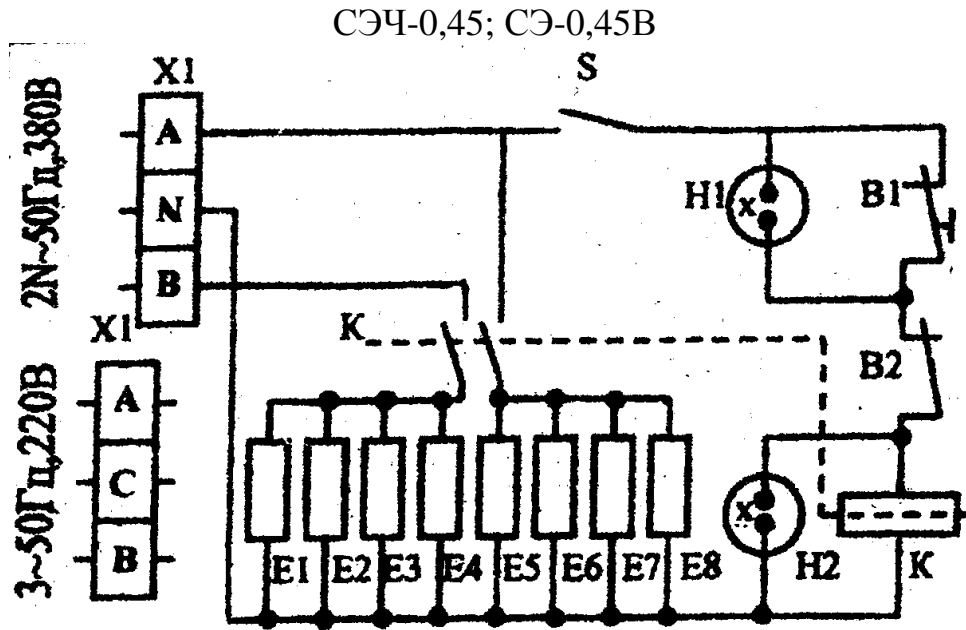 СЭЧ-0,45; СЭ-0,45В
X1
S
2N~50Гц,380В
A
N
B
H1
x
B1
X1
K
B2
3~50Гц,220В
A
C
B
x
E1 E2 E3 E4 E5 E6 E7 E8 H2 K